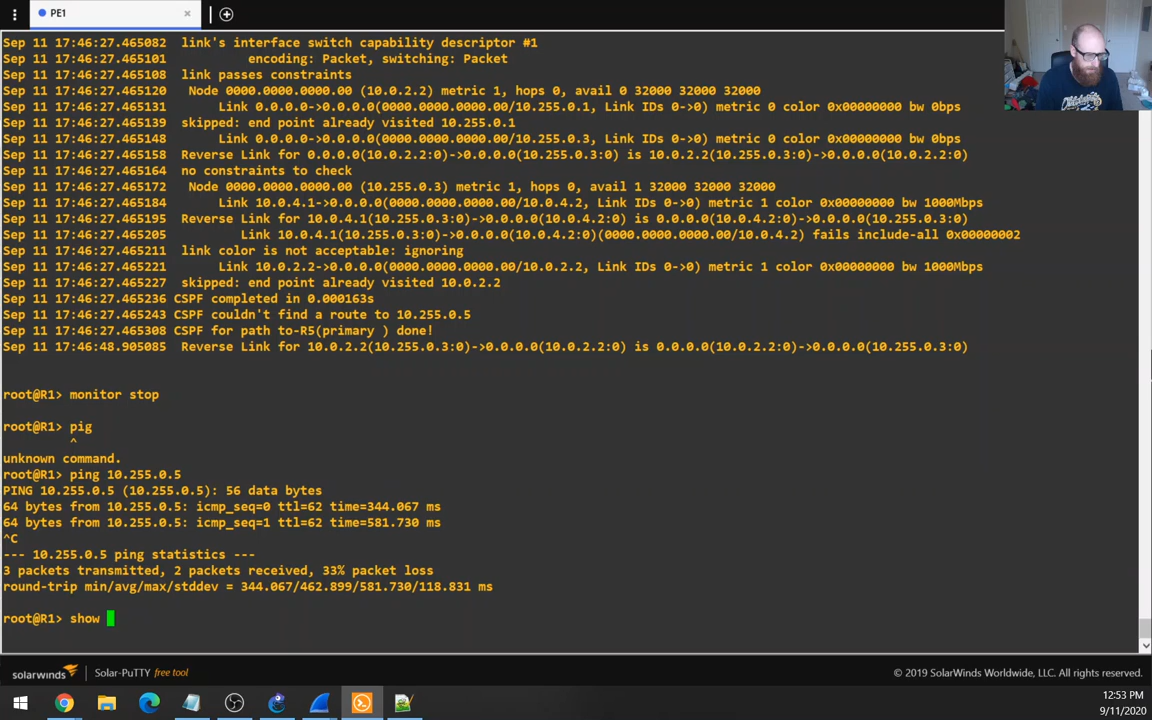 PE1
Sep 11 17:46:27.465082  link's interface switch capability descriptor #1
Sep 11 17:46:27.465101            encoding: Packet, switching: Packet
Sep 11 17:46:27.465108  link passes constraints
Sep 11 17:46:27.465120   Node 0000.0000.0000.00 (10.0.2.2) metric 1, hops 0, avail 0 32000 32000 32000
Sep 11 17:46:27.465131       Link 0.0.0.0->0.0.0.0(0000.0000.0000.00/10.255.0.1, Link IDs 0->0) metric 0 color 0x00000000 bw 0bps
Sep 11 17:46:27.465139  skipped: end point already visited 10.255.0.1
Sep 11 17:46:27.465148       Link 0.0.0.0->0.0.0.0(0000.0000.0000.00/10.255.0.3, Link IDs 0->0) metric 0 color 0x00000000 bw 0bps
Sep 11 17:46:27.465158  Reverse Link for 0.0.0.0(10.0.2.2:0)->0.0.0.0(10.255.0.3:0) is 10.0.2.2(10.255.0.3:0)->0.0.0.0(10.0.2.2:0)
Sep 11 17:46:27.465164  no constraints to check
Sep 11 17:46:27.465172   Node 0000.0000.0000.00 (10.255.0.3) metric 1, hops 0, avail 1 32000 32000 32000
Sep 11 17:46:27.465184       Link 10.0.4.1->0.0.0.0(0000.0000.0000.00/10.0.4.2, Link IDs 0->0) metric 1 color 0x00000000 bw 1000Mbps
Sep 11 17:46:27.465195  Reverse Link for 10.0.4.1(10.255.0.3:0)->0.0.0.0(10.0.4.2:0) is 0.0.0.0(10.0.4.2:0)->0.0.0.0(10.255.0.3:0)
Sep 11 17:46:27.465205          Link 10.0.4.1(10.255.0.3:0)->0.0.0.0(10.0.4.2:0)(0000.0000.0000.00/10.0.4.2) fails include-all 0x00000002
Sep 11 17:46:27.465211  link color is not acceptable: ignoring
Sep 11 17:46:27.465221       Link 10.0.2.2->0.0.0.0(0000.0000.0000.00/10.0.2.2, Link IDs 0->0) metric 1 color 0x00000000 bw 1000Mbps
Sep 11 17:46:27.465227  skipped: end point already visited 10.0.2.2
Sep 11 17:46:27.465236 CSPF completed in 0.000163s
Sep 11 17:46:27.465243 CSPF couldn't find a route to 10.255.0.5
Sep 11 17:46:27.465308 CSPF for path to-R5(primary ) done!
Sep 11 17:46:48.905085  Reverse Link for 10.0.2.2(10.255.0.3:0)->0.0.0.0(10.0.2.2:0) is 0.0.0.0(10.0.2.2:0)->0.0.0.0(10.255.0.3:0)
root@R1> monitor stop
root@R1> pig
^
unknown command.
root@R1> ping 10.255.0.5
PING 10.255.0.5 (10.255.0.5): 56 data bytes
64 bytes from 10.255.0.5: icmp_seq=0 ttl=62 time=344.067 ms
64 bytes from 10.255.0.5: icmp_seq=1 ttl=62 time=581.730 ms
^C
--- 10.255.0.5 ping statistics ---
3 packets transmitted, 2 packets received, 33% packet loss
round-trip min/avg/max/stddev = 344.067/462.899/581.730/118.831 ms
root@R1> show
solarwinds Solar-PuTTY free tool © 2019 SolarWinds Worldwide, LLC. All rights reserved.
12:53 PM
9/11/2020